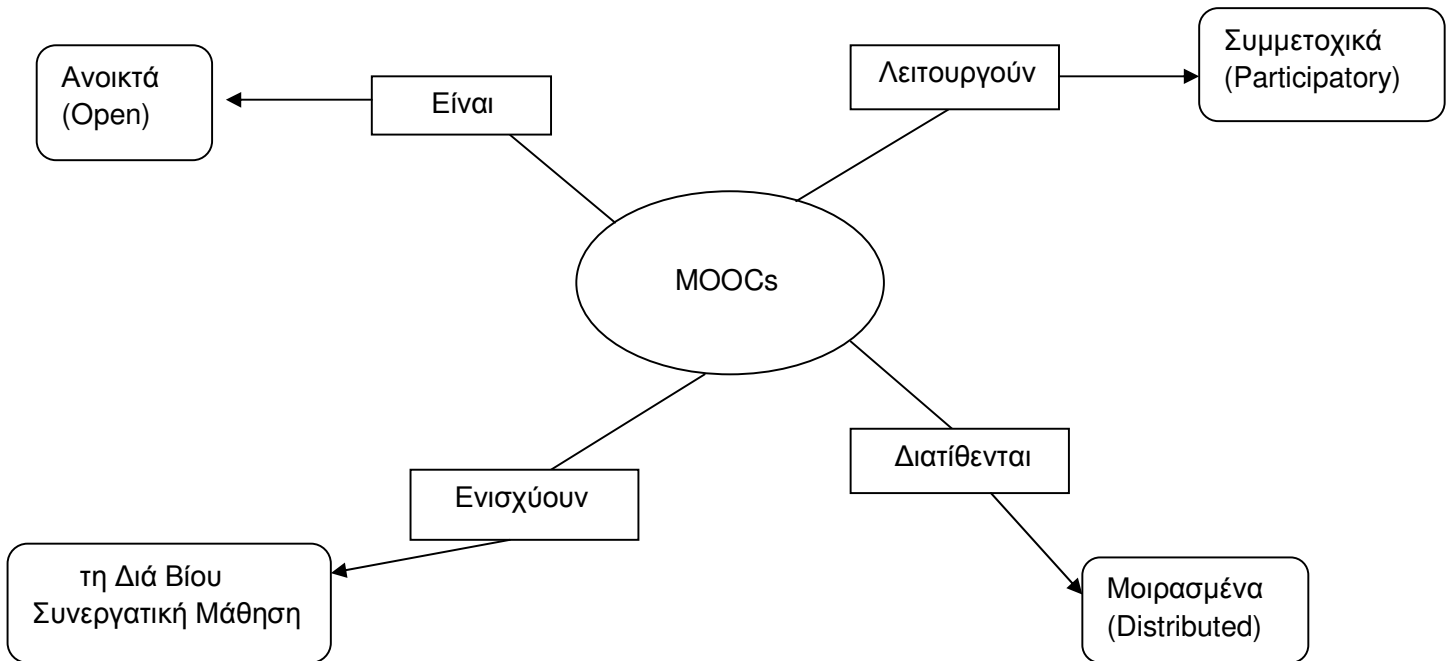 Ανοικτά
(Open)
Είναι
Λειτουργούν
Συμμετοχικά
(Participatory)
MOOCs
Ενισχύουν
τη Διά Βίου
Συνεργατική Μάθηση
Διατίθενται
Μοιρασμένα
(Distributed)